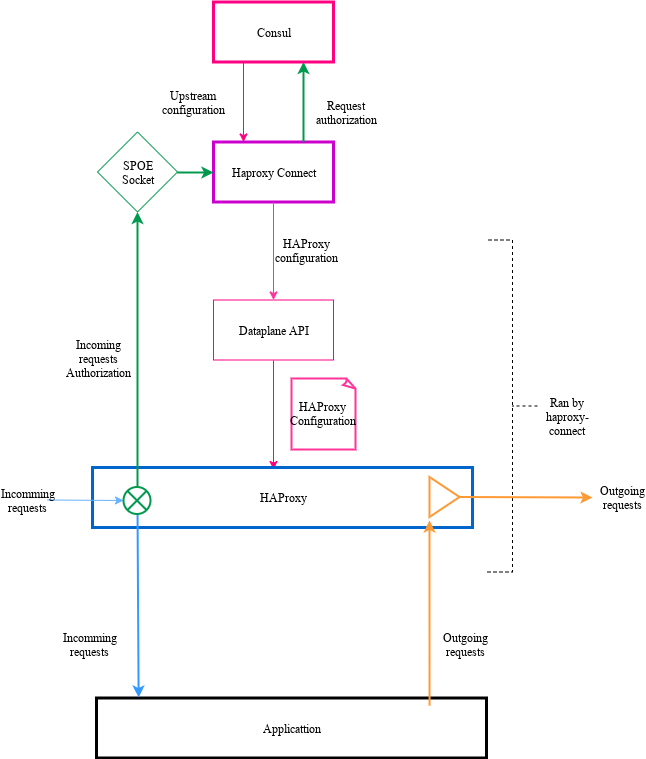 Consul
Upstream
configuration
Request
authorization
SPOE
Socket
Haproxy Connect
HAProxy
configuration
Dataplane API
Incoming
requests
Authorization
HAProxy
Configuration
Ran by
haproxy-
connect
Incomming
requests
HAProxy
Outgoing
requests
Incomming
requests
Outgoing
requests
Applicattion